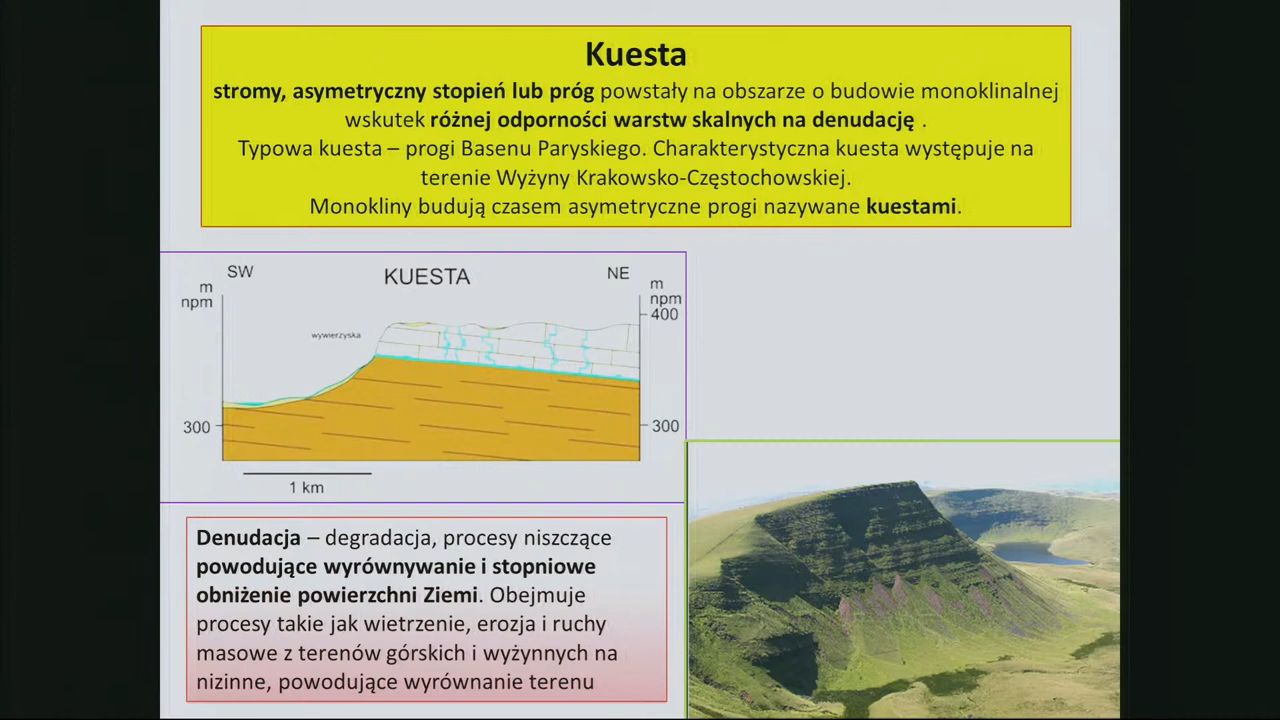 Kuesta
stromy, asymetryczny stopień lub próg powstały na obszarze o budowie monoklinalnej
wskutek różnej odporności warstw skalnych na denudację .
Typowa kuesta – progi Basenu Paryskiego. Charakterystyczna kuesta występuje na
terenie Wyżyny Krakowsko-Częstochowskiej.
Monokliny budują czasem asymetryczne progi nazywane kuestami.
SW
KUESTA
NE
m
npm
m
npm
400
wywierzyska
300
300
1 km
Denudacja – degradacja, procesy niszczące
powodujące wyrównywanie i stopniowe
obniżenie powierzchni Ziemi. Obejmuje
procesy takie jak wietrzenie, erozja i ruchy
masowe z terenów górskich i wyżynnych na
nizinne, powodujące wyrównanie terenu